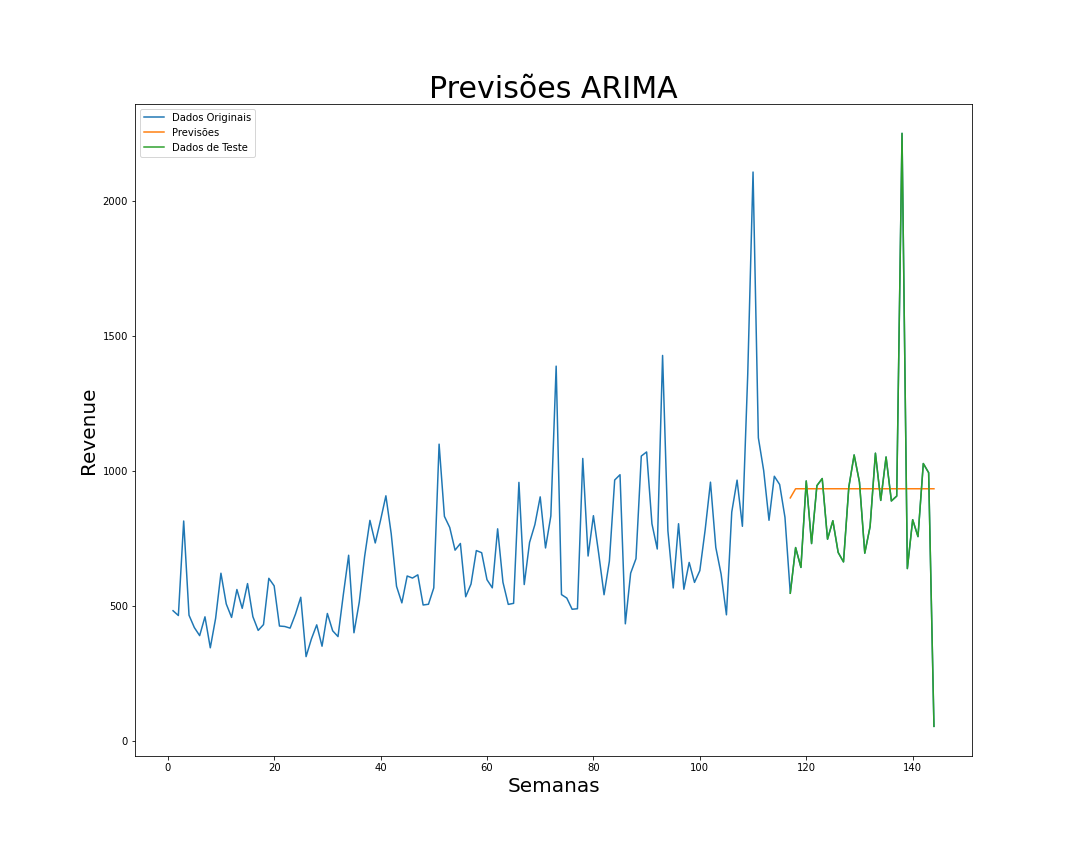 Previsões ARIMA
Dados Originais
Previsões
Dados de Teste
Revenue
2000
1500
1000
500
0
0 20 40 60 80 100 120 140
Semanas